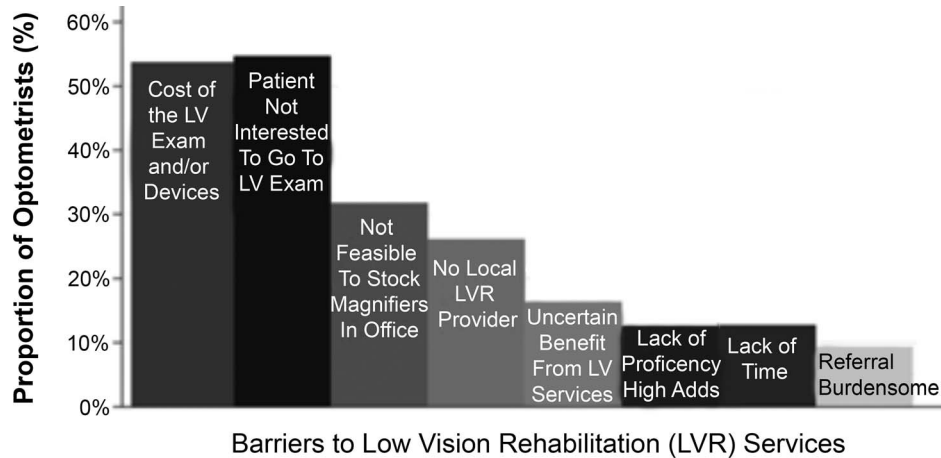 Proportion of Optometrists (%)
60%
50%
40%
30%
20%
10%
0%
Cost of
the LV
Exam
and/or
Devices
Patient
Not
Interested
To Go To
LV Exam
Not
Feasible
To Stock
Magnifiers
In Office
No Local
LVR
Provider
Uncertain
Benefit
From LV
Services
Lack of
Proficency
High Adds
Lack of
Time
Referral
Burdensome
Barriers to Low Vision Rehabilitation (LVR) Services